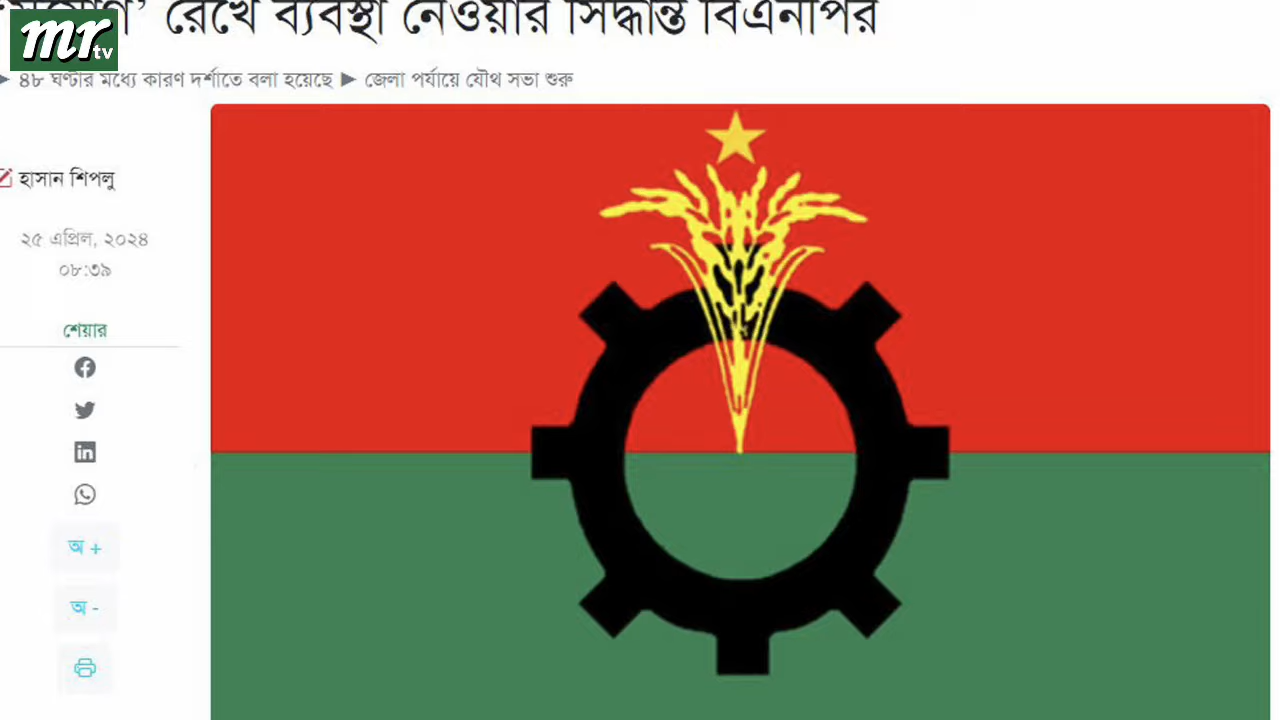 mr tv
রেখে ব্যবস্থা নেওয়ার সিদ্ধান্ত বিএনপির
▶ ৪৮ ঘণ্টার মধ্যে কারণ দর্শাতে বলা হয়েছে ▶ জেলা পর্যায়ে যৌথ সভা শুরু
হাসান শিপলু
২৫ এপ্রিল, ২০২৪
০৮:৩৯
শেয়ার
অ +
অ -